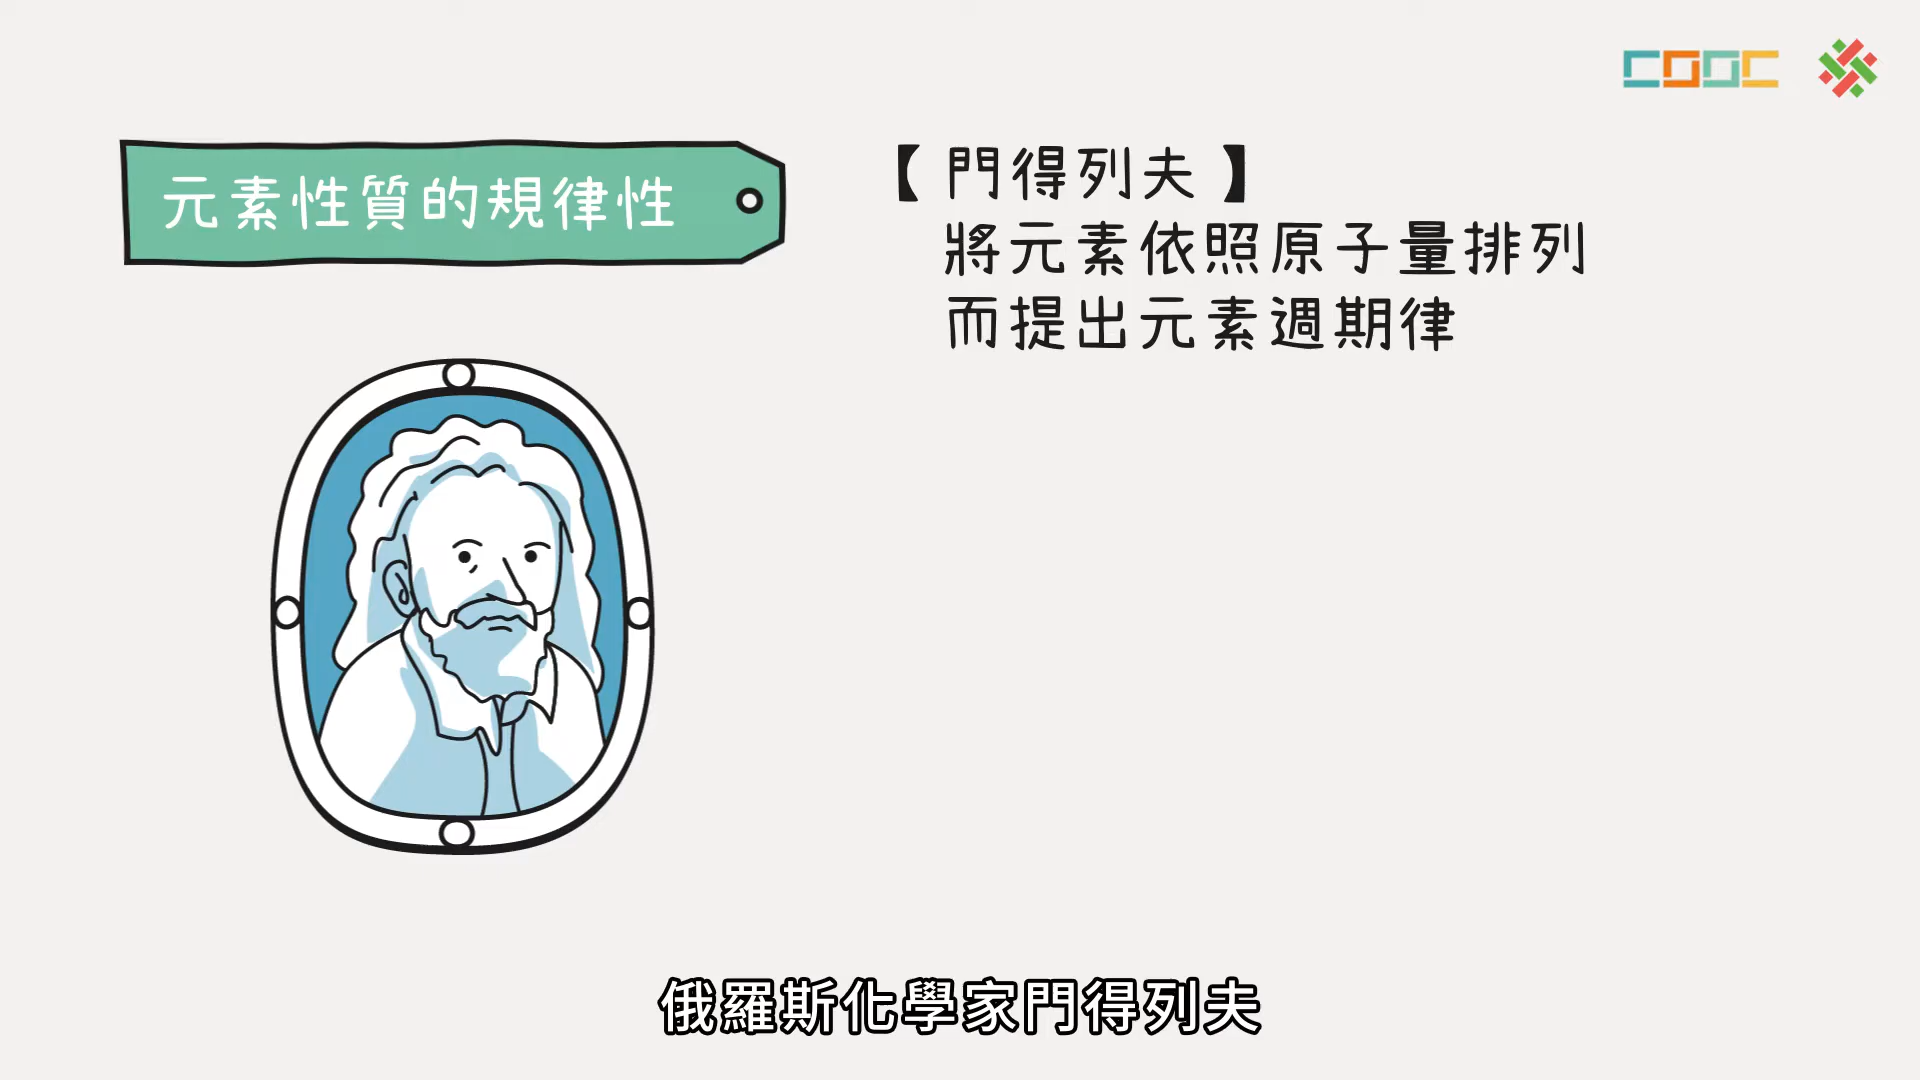 COOC
元素性質的規律性
【門得列夫】
將元素依照原子量排列
而提出元素週期律
俄羅斯化學家門得列夫